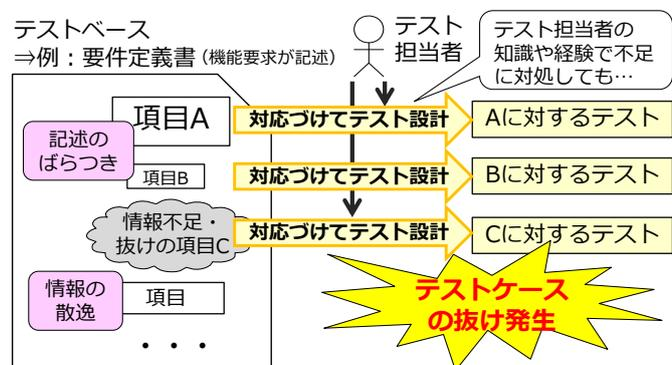 テストベース
⇒例：要件定義書（機能要求が記述）
テスト
担当者
テスト担当者の
知識や経験で不足
に対処しても…
項目A
記述の
ばらつき
項目B
情報不足・
抜けの項目C
情報の
散逸
項目
・・・
対応づけてテスト設計
Aに対するテスト
対応づけてテスト設計
Bに対するテスト
対応づけてテスト設計
Cに対するテスト
テストケース
の抜け発生